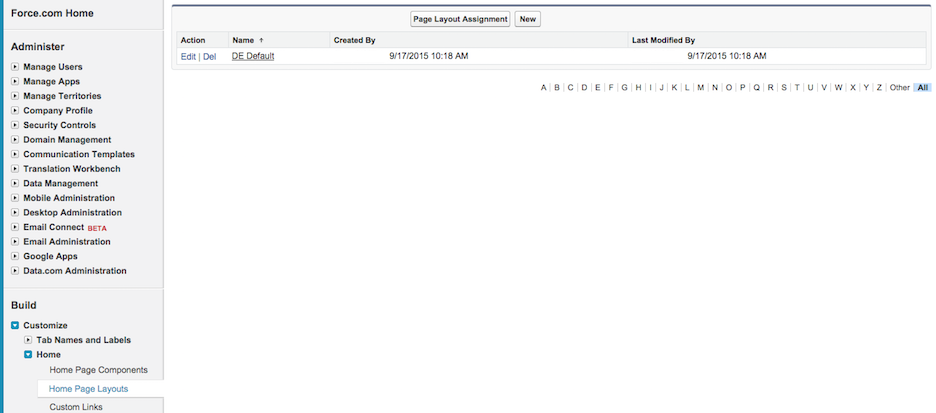 Force.com Home
Administer
Manage Users
Manage Apps
Manage Territories
Company Profile
Security Controls
Domain Management
Communication Templates
Translation Workbench
Data Management
Mobile Administration
Desktop Administration
Email Connect BETA
Email Administration
Google Apps
Data.com Administration
Build
Customize
Tab Names and Labels
Home
Home Page Components
Home Page Layouts
Custom Links
Page Layout Assignment New
Action Name ↑ Created By Last Modified By
Edit | Del DE Default 9/17/2015 10:18 AM 9/17/2015 10:18 AM
A | B | C | D | E | F | G | H | I | J | K | L | M | N | O | P | Q | R | S | T | U | V | W | X | Y | Z | Other | All